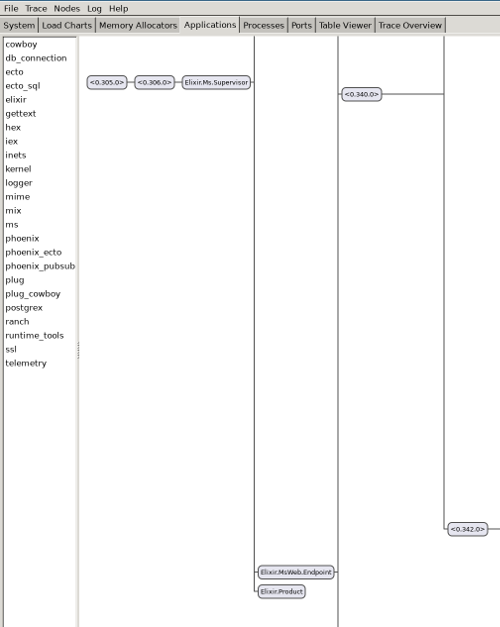 File Trace Nodes Log Help
System Load Charts Memory Allocators Applications Processes Ports Table Viewer Trace Overview
cowboy
db_connection
ecto
ecto_sql
elixir
gettext
hex
iex
inets
kernel
logger
mime
mix
ms
phoenix
phoenix_ecto
phoenix_pubsub
plug
plug_cowboy
postgrex
ranch
runtime_tools
ssl
telemetry
<0.305.0> <0.306.0> Elixir.Ms.Supervisor
<0.340.0>
<0.342.0>
Elixir.MsWeb.Endpoint
Elixir.Product